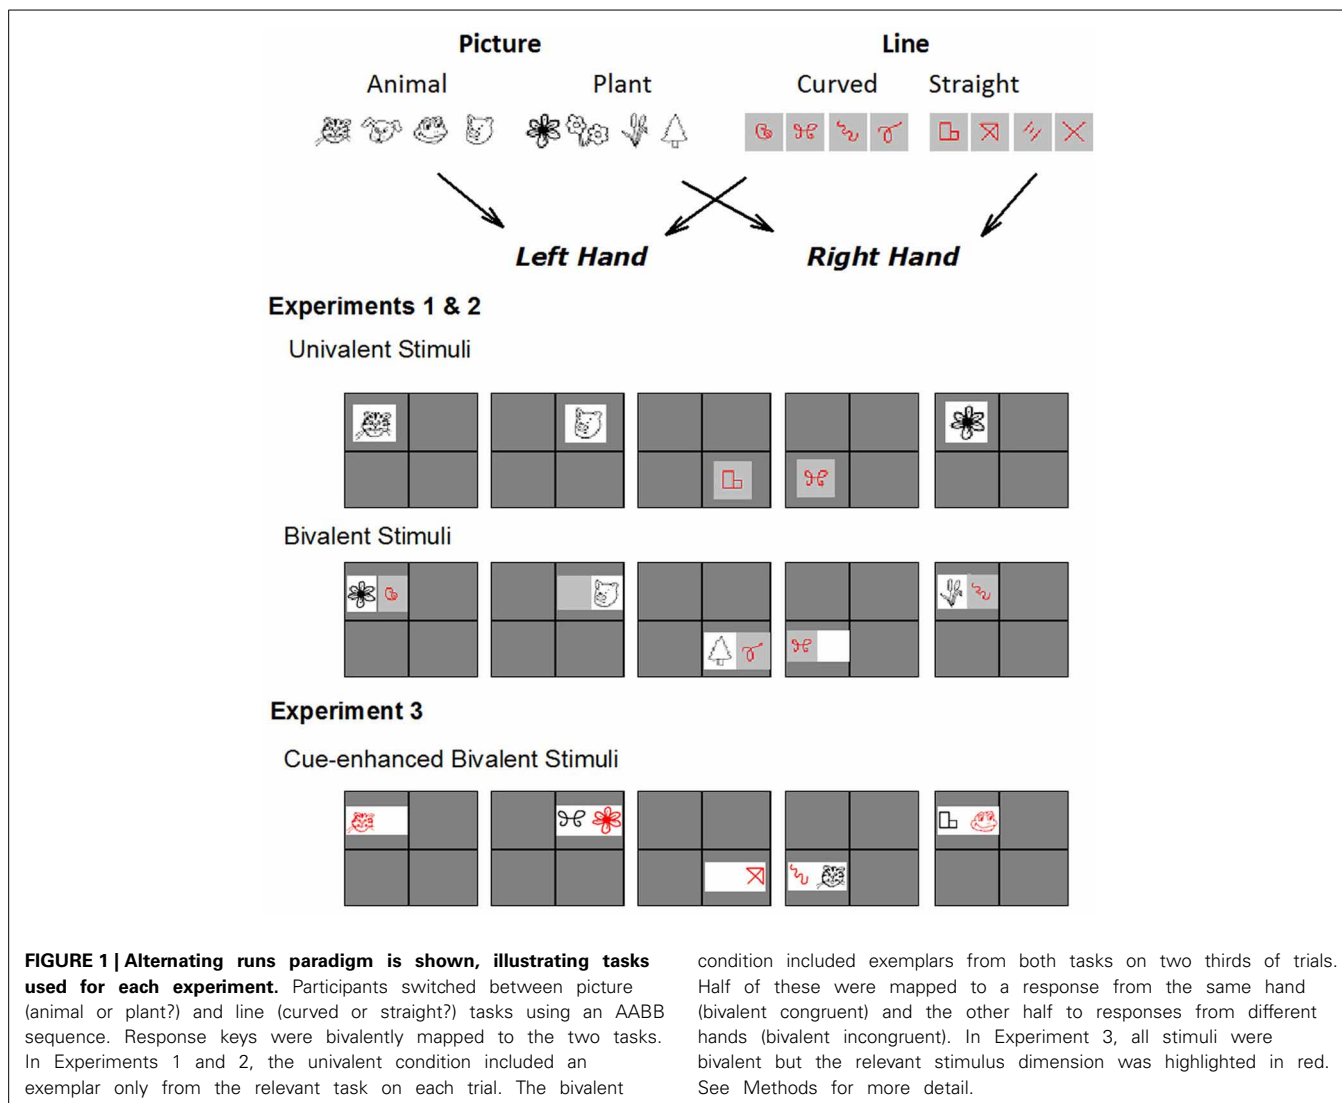 Picture Line
Animal Plant Curved Straight
Left Hand Right Hand
Experiments 1 & 2
Univalent Stimuli
Bivalent Stimuli
Experiment 3
Cue-enhanced Bivalent Stimuli
FIGURE 1 | Alternating runs paradigm is shown, illustrating tasks
used for each experiment. Participants switched between picture
(animal or plant?) and line (curved or straight?) tasks using an AABB
sequence. Response keys were bivalently mapped to the two tasks.
In Experiments 1 and 2, the univalent condition included an
exemplar only from the relevant task on each trial. The bivalent
condition included exemplars from both tasks on two thirds of trials.
Half of these were mapped to a response from the same hand
(bivalent congruent) and the other half to responses from different
hands (bivalent incongruent). In Experiment 3, all stimuli were
bivalent but the relevant stimulus dimension was highlighted in red.
See Methods for more detail.